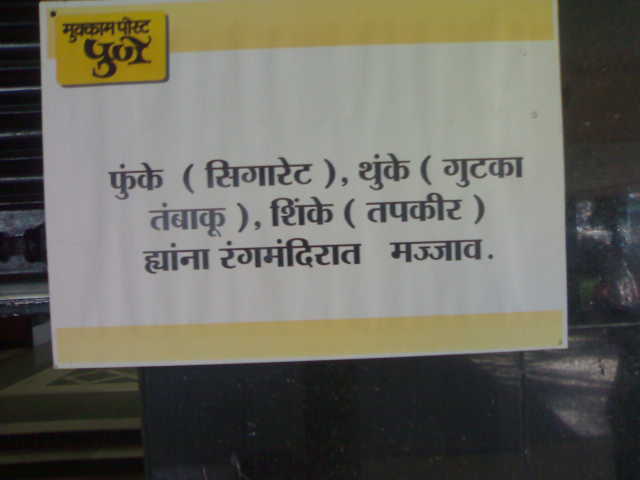 मुक्काम पोस्ट
पुणे
फुंके ( सिगारेट ), थुंके ( गुटका
तंबाकू ), शिंके ( तपकीर )
ह्यांना रंगमंदिरात मज्जाव.